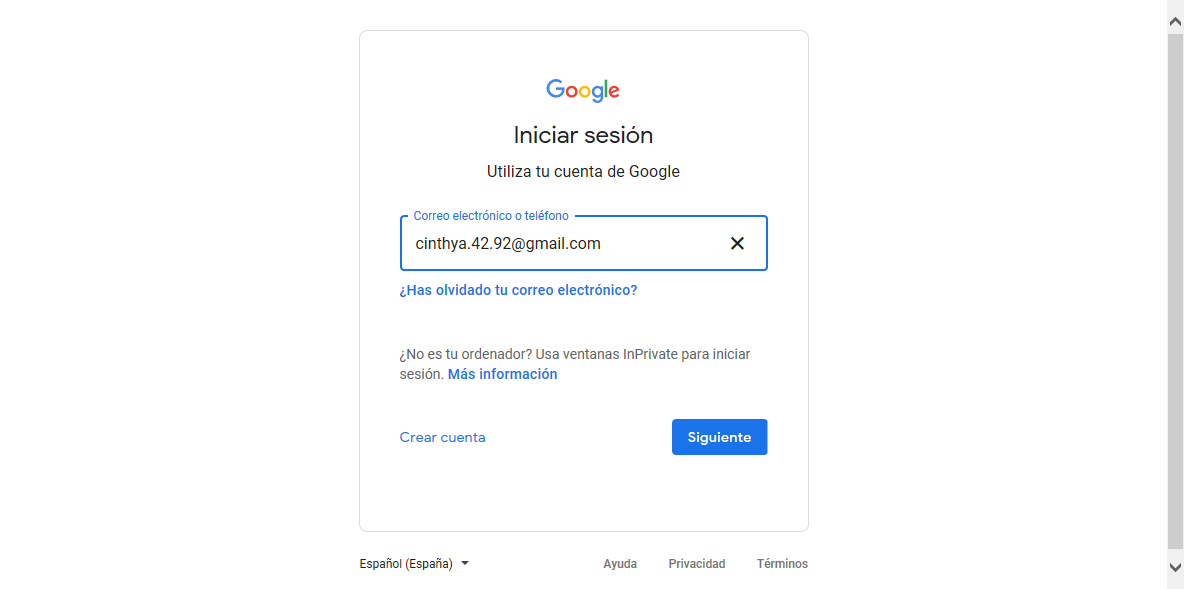 Google
Iniciar sesión
Utiliza tu cuenta de Google
Correo electrónico o teléfono
cinthya.42.92@gmail.com
¿Has olvidado tu correo electrónico?
¿No es tu ordenador? Usa ventanas InPrivate para iniciar
sesión. Más información
Crear cuenta
Siguiente
Español (España)
Ayuda
Privacidad
Términos